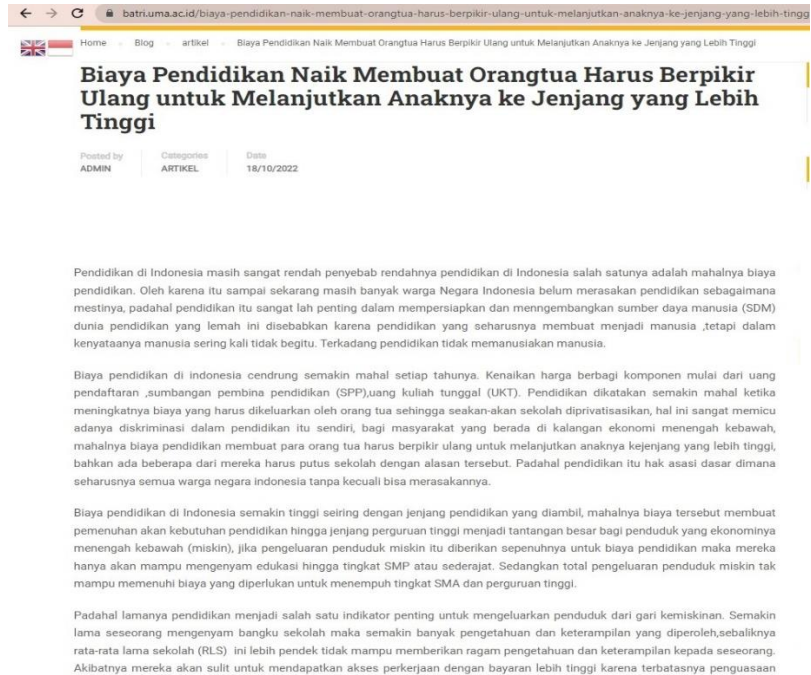 batri.uma.ac.id/biaya-pendidikan-naik-membuat-orangtua-harus-berpikir-ulang-untuk-melanjutkan-anaknya-ke-jenjang-yang-lebih-tingg
Home Blog artikel Biaya Pendidikan Naik Membuat Orangtua Harus Berpikir Ulang untuk Melanjutkan Anaknya ke Jenjang yang Lebih Tinggi
Biaya Pendidikan Naik Membuat Orangtua Harus Berpikir
Ulang untuk Melanjutkan Anaknya ke Jenjang yang Lebih
Tinggi
Posted by Categories Date
ADMIN ARTIKEL 18/10/2022
Pendidikan di Indonesia masih sangat rendah penyebab rendahnya pendidikan di Indonesia salah satunya adalah mahalnya biaya
pendidikan. Oleh karena itu sampai sekarang masih banyak warga Negara Indonesia belum merasakan pendidikan sebagaimana
mestinya, padahal pendidikan itu sangat lah penting dalam mempersiapkan dan menngembangkan sumber daya manusia (SDM)
dunia pendidikan yang lemah ini disebabkan karena pendidikan yang seharusnya membuat menjadi manusia ,tetapi dalam
kenyataanya manusia sering kali tidak begitu. Terkadang pendidikan tidak memanusiakan manusia.
Biaya pendidikan di indonesia cendrung semakin mahal setiap tahunya. Kenaikan harga berbagi komponen mulai dari uang
pendaftaran ,sumbangan pembina pendidikan (SPP),uang kuliah tunggal (UKT). Pendidikan dikatakan semakin mahal ketika
meningkatnya biaya yang harus dikeluarkan oleh orang tua sehingga seakan-akan sekolah diprivatisasikan, hal ini sangat memicu
adanya diskriminasi dalam pendidikan itu sendiri, bagi masyarakat yang berada di kalangan ekonomi menengah kebawah,
mahalnya biaya pendidikan membuat para orang tua harus berpikir ulang untuk melanjutkan anaknya kejenjang yang lebih tinggi,
bahkan ada beberapa dari mereka harus putus sekolah dengan alasan tersebut. Padahal pendidikan itu hak asasi dasar dimana
seharusnya semua warga negara indonesia tanpa kecuali bisa merasakannya.
Biaya pendidikan di Indonesia semakin tinggi seiring dengan jenjang pendidikan yang diambil, mahalnya biaya tersebut membuat
pemenuhan akan kebutuhan pendidikan hingga jenjang perguruan tinggi menjadi tantangan besar bagi penduduk yang ekonominya
menengah kebawah (miskin), jika pengeluaran penduduk miskin itu diberikan sepenuhnya untuk biaya pendidikan maka mereka
hanya akan mampu mengenyam edukasi hingga tingkat SMP atau sederajat. Sedangkan total pengeluaran penduduk miskin tak
mampu memenuhi biaya yang diperlukan untuk menempuh tingkat SMA dan perguruan tinggi.
Padahal lamanya pendidikan menjadi salah satu indikator penting untuk mengeluarkan penduduk dari gari kemiskinan. Semakin
lama seseorang mengenyam bangku sekolah maka semakin banyak pengetahuan dan keterampilan yang diperoleh,sebaliknya
rata-rata lama sekolah (RLS) ini lebih pendek tidak mampu memberikan ragam pengetahuan dan keterampilan kepada seseorang.
Akibatnya mereka akan sulit untuk mendapatkan akses perkerjaan dengan bayaran lebih tinggi karena terbatasnya penguasaan